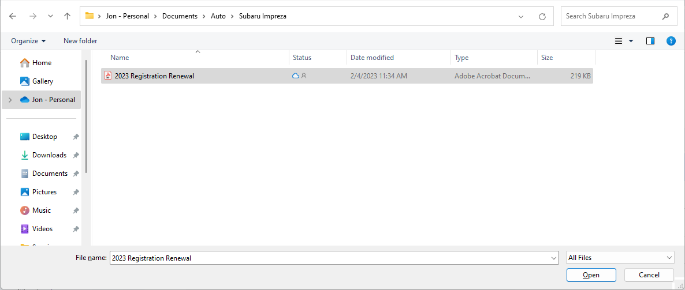 Jon - Personal > Documents > Auto > Subaru Impreza
Search Subaru Impreza
Organize
New folder
Name Status Date modified Type Size
2023 Registration Renewal 2/4/2023 11:34 AM Adobe Acrobat Docum... 219 KB
Home
Gallery
Jon - Personal
Desktop
Downloads
Documents
Pictures
Music
Videos
File name: 2023 Registration Renewal
All Files
Open Cancel